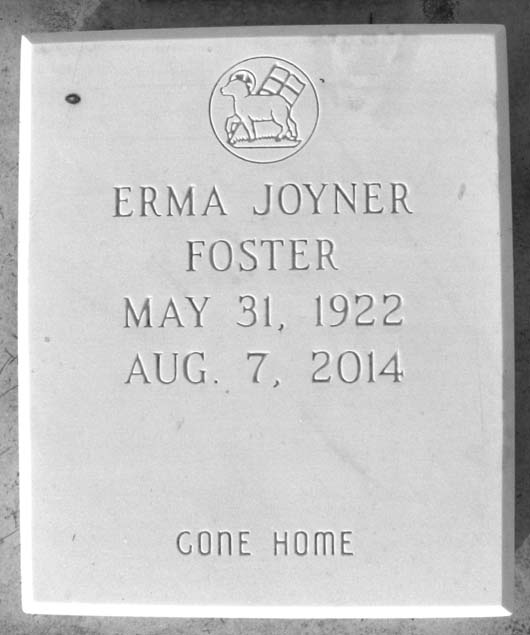 ERMA JOYNER
FOSTER
MAY 31, 1922
AUG. 7, 2014
GONE HOME